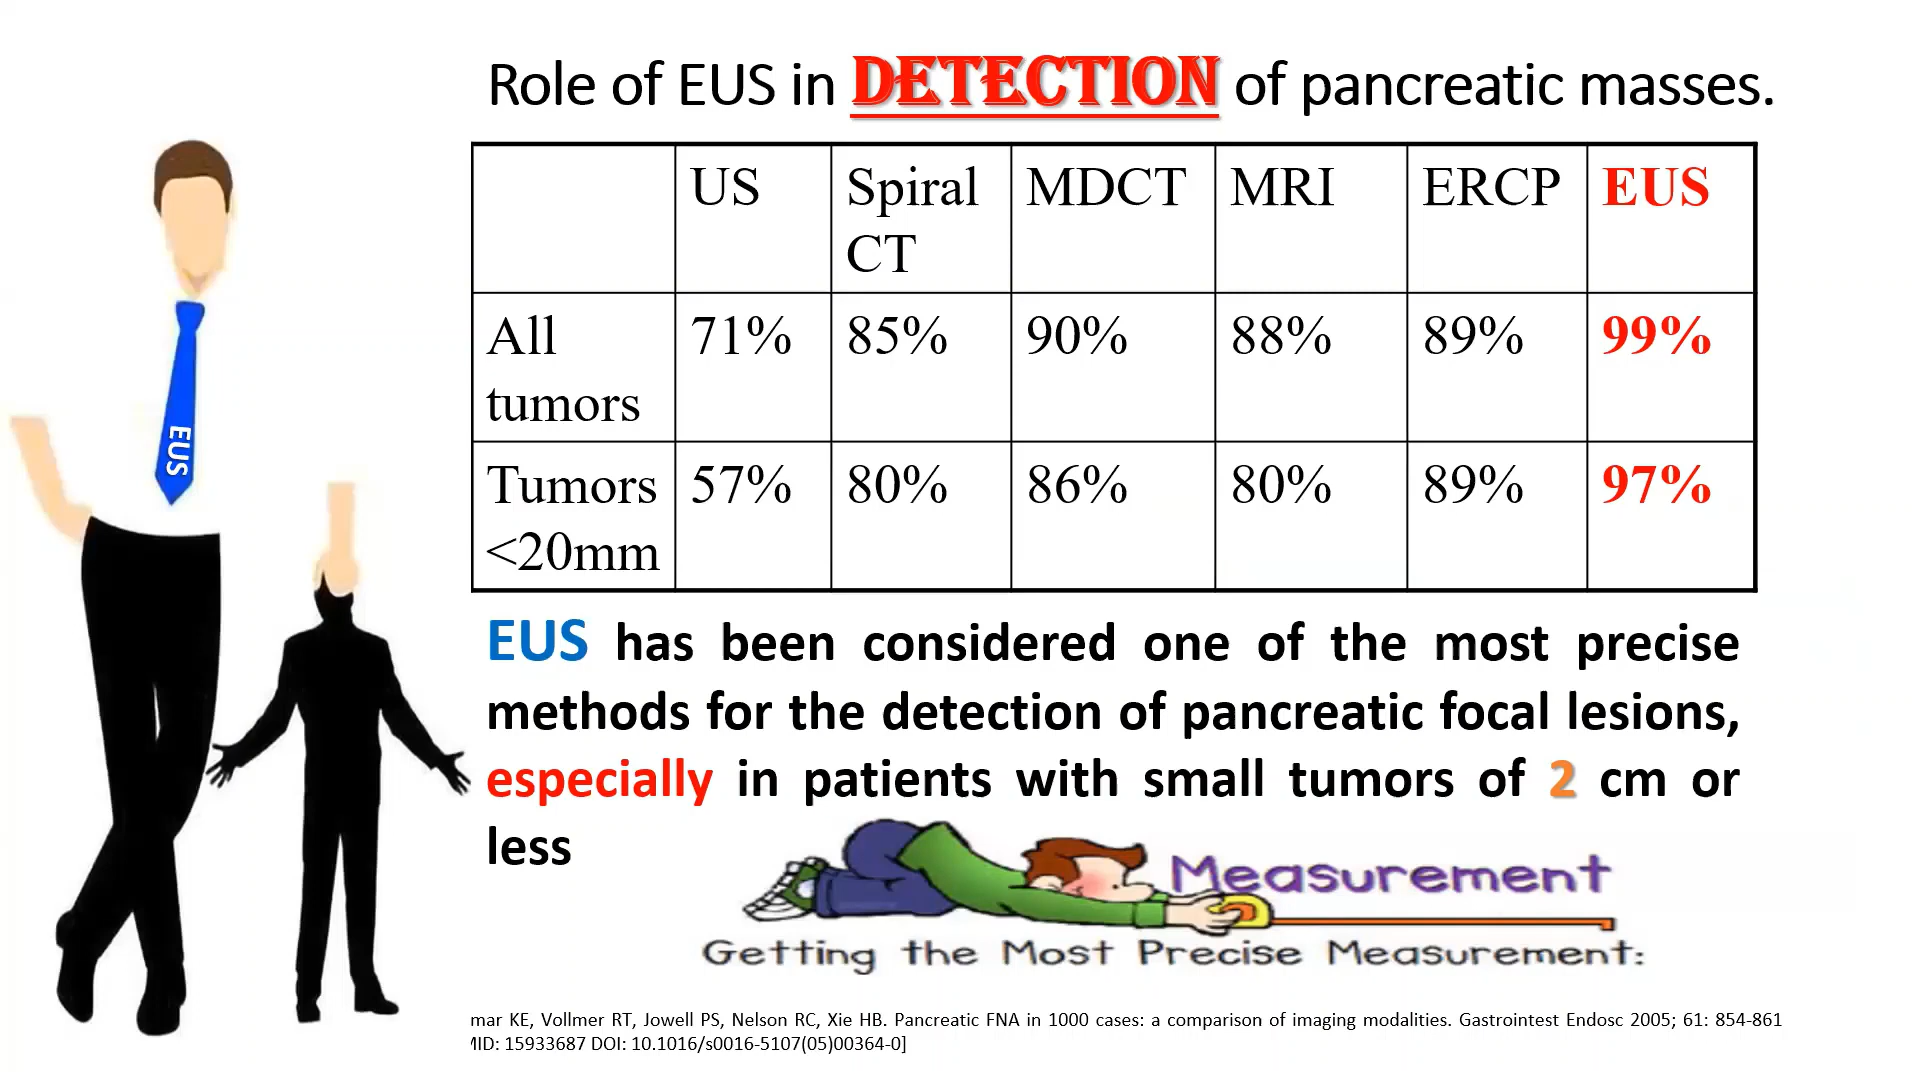 Role of EUS in DETECTION of pancreatic masses.
US Spiral CT MDCT MRI ERCP EUS
All tumors 71% 85% 90% 88% 89% 99%
Tumors <20mm 57% 80% 86% 80% 89% 97%
EUS
EUS has been considered one of the most precise
methods for the detection of pancreatic focal lesions,
especially in patients with small tumors of 2 cm or
less
Measurement
Getting the Most Precise Measurement:
KE, Vollmer RT, Jowell PS, Nelson RC, Xie HB. Pancreatic FNA in 1000 cases: a comparison of imaging modalities. Gastrointest Endosc 2005; 61: 854-861
15933687 DOI: 10.1016/s0016-5107(05)00364-0]